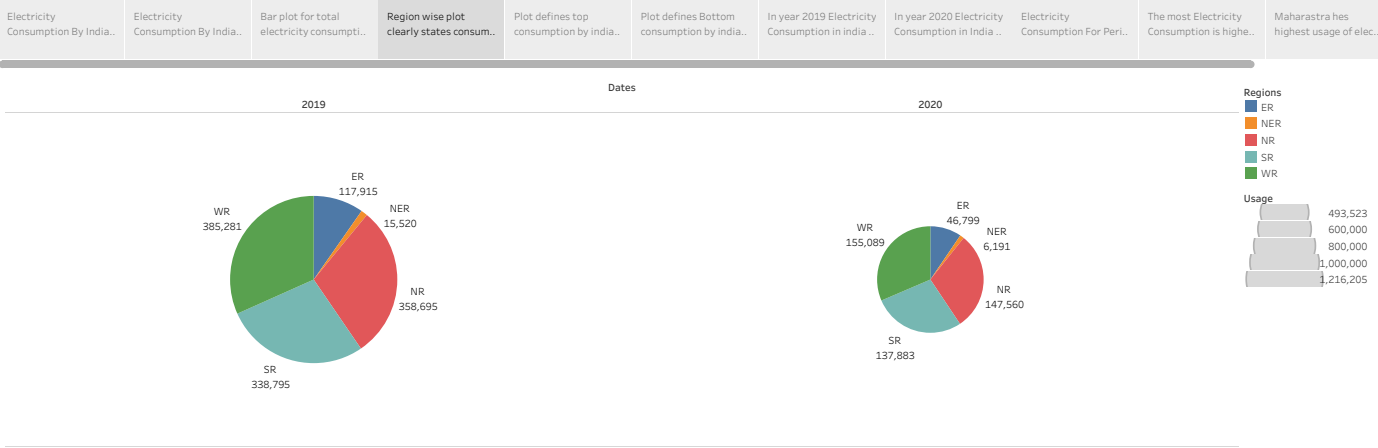 Electricity
Consumption By India..
Electricity
Consumption By India..
Bar plot for total
electricity consumpti..
Region wise plot
clearly states consum..
Plot defines top
consumption by india..
Plot defines Bottom
consumption by india..
In year 2019 Electricity
Consumption in india ..
In year 2020 Electricity
Consumption in India ..
Electricity
Consumption For Peri..
The most Electricity
Consumption is highe..
Maharastra hes
highest usage of elec..
Dates
2019
2020
ER
117,915
NER
15,520
NR
358,695
SR
338,795
WR
385,281
ER
46,799
NER
6,191
NR
147,560
SR
137,883
WR
155,089
Regions
ER
NER
NR
SR
WR
Usage
493,523
600,000
800,000
1,000,000
1,216,205